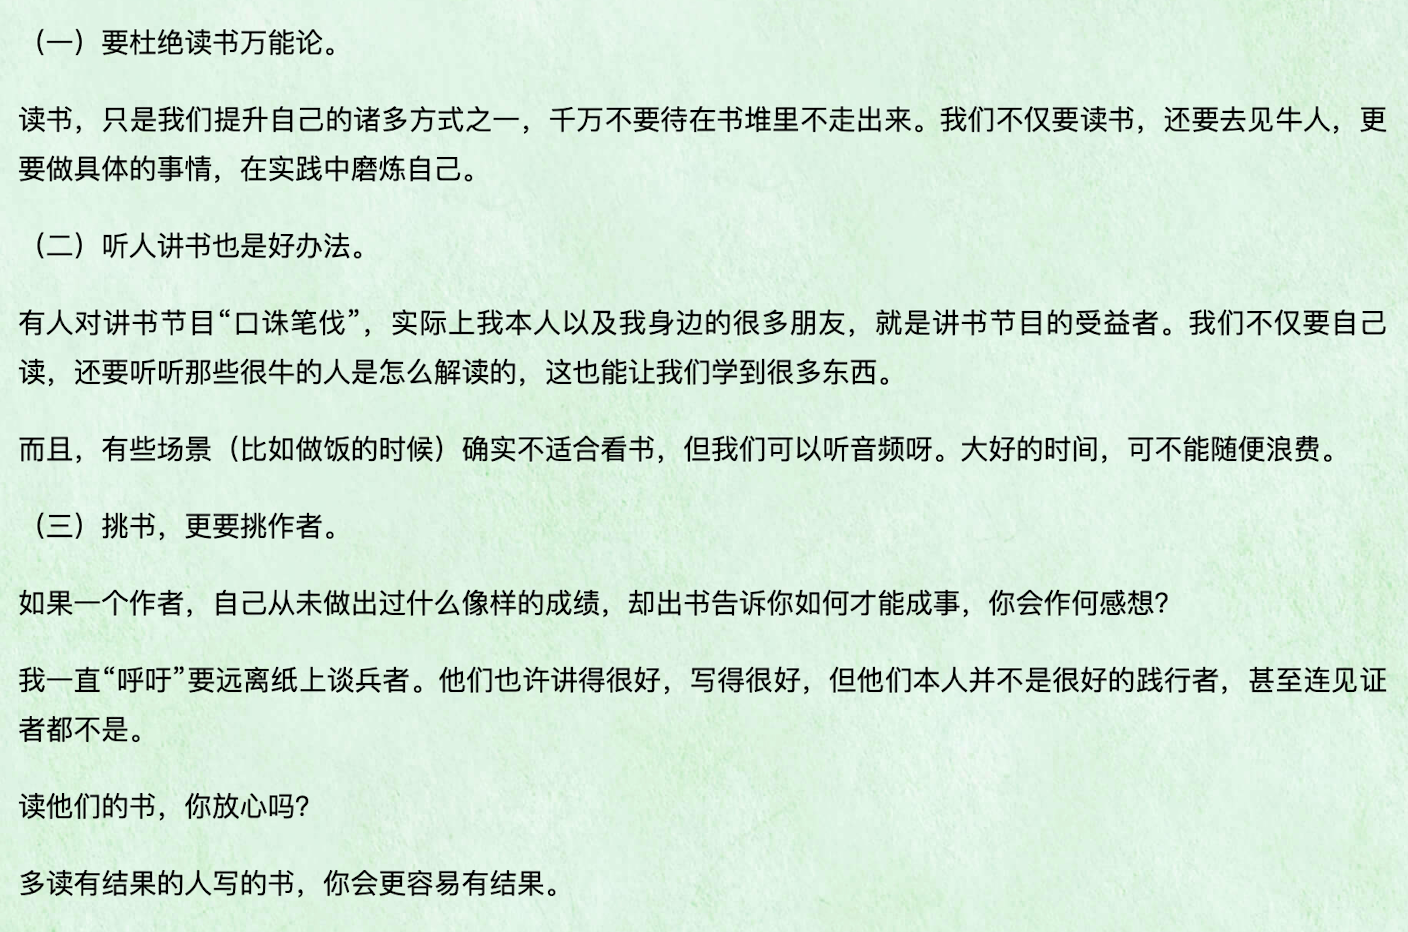 （一）要杜绝读书万能论。
读书，只是我们提升自己的诸多方式之一，千万不要待在书堆里不走出来。我们不仅要读书，还要去见牛人，更
要做具体的事情，在实践中磨炼自己。
（二）听人讲书也是好办法。
有人对讲书节目“口诛笔伐”，实际上我本人以及我身边的很多朋友，就是讲书节目的受益者。我们不仅要自己
读，还要听听那些很牛的人是怎么解读的，这也能让我们学到很多东西。
而且，有些场景（比如做饭的时候）确实不适合看书，但我们可以听音频呀。大好的时间，可不能随便浪费。
（三）挑书，更要挑作者。
如果一个作者，自己从未做出过什么像样的成绩，却出书告诉你如何才能成事，你会作何感想？
我一直“呼吁”要远离纸上谈兵者。他们也许讲得很好，写得很好，但他们本人并不是很好的践行者，甚至连见证
者都不是。
读他们的书，你放心吗？
多读有结果的人写的书，你会更容易有结果。